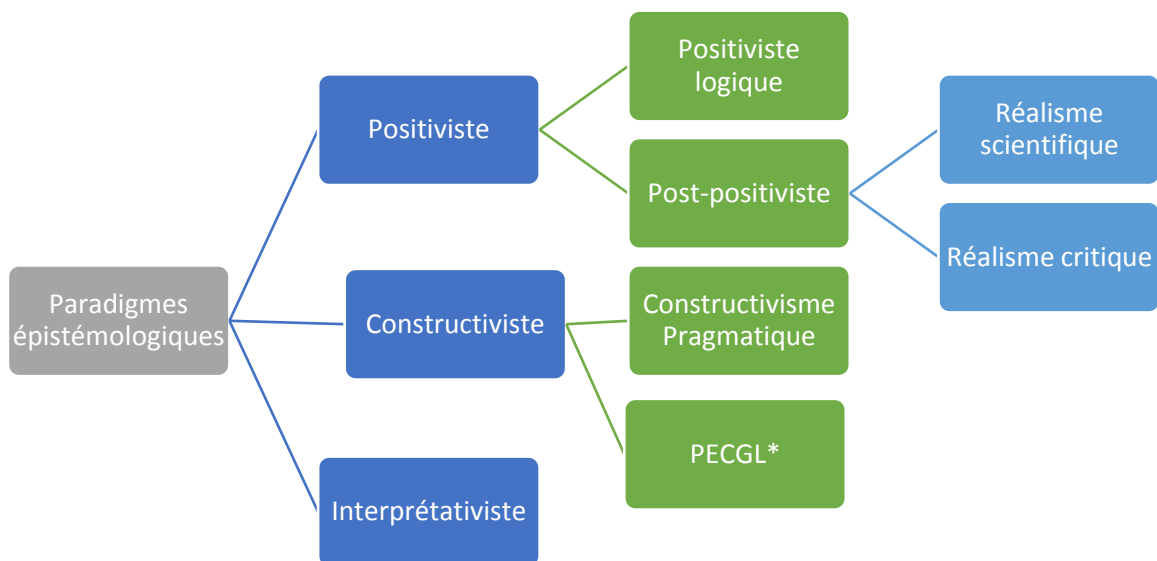 Paradigmes
épistémologiques
Positiviste
Constructiviste
Interprétativiste
Positiviste
logique
Post-positiviste
Constructivisme
Pragmatique
PECGL*
Réalisme
scientifique
Réalisme critique